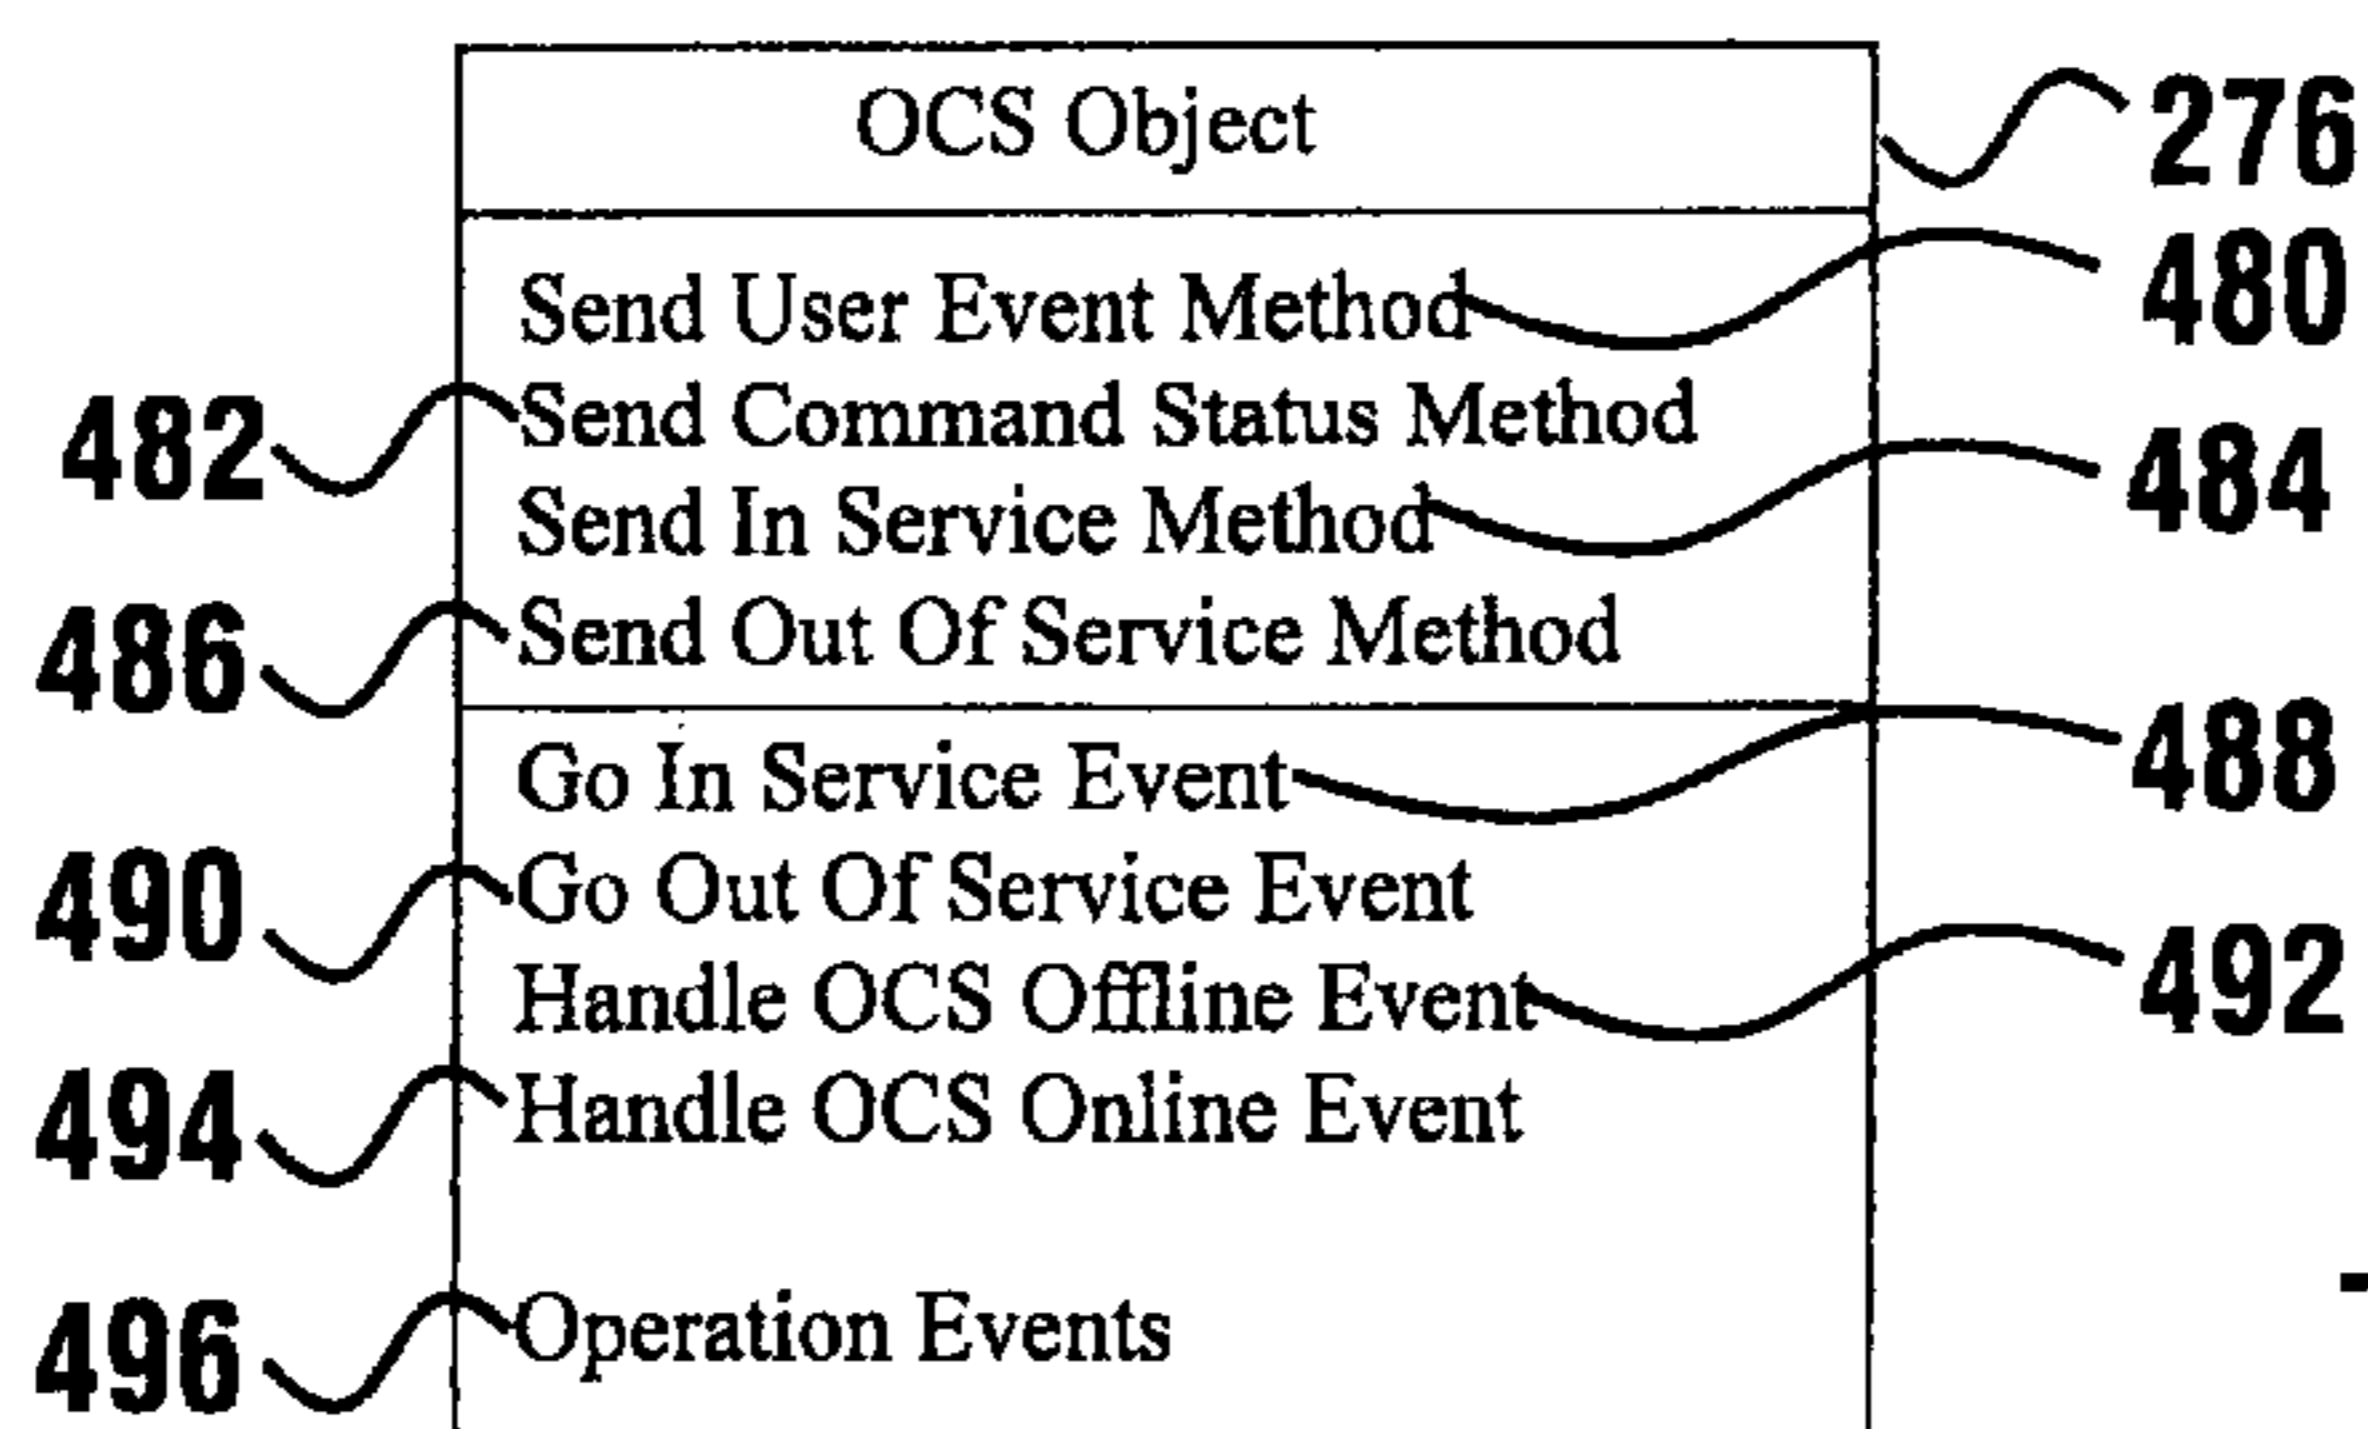 OCS Object 276
Send User Event Method 480
482 Send Command Status Method
Send In Service Method 484
486 Send Out Of Service Method
Go In Service Event 488
490 Go Out Of Service Event
Handle OCS Offline Event 492
494 Handle OCS Online Event
496 Operation Events